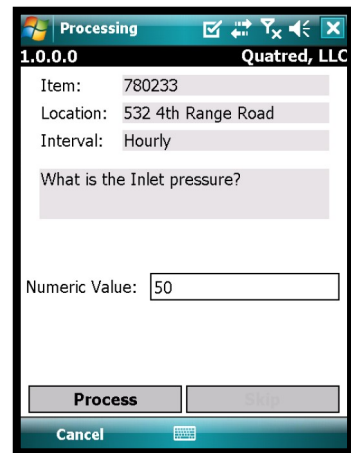 Processing
1.0.0.0 Quatred, LLC
Item: 780233
Location: 532 4th Range Road
Interval: Hourly
What is the Inlet pressure?
Numeric Value: 50
Process Skip
Cancel